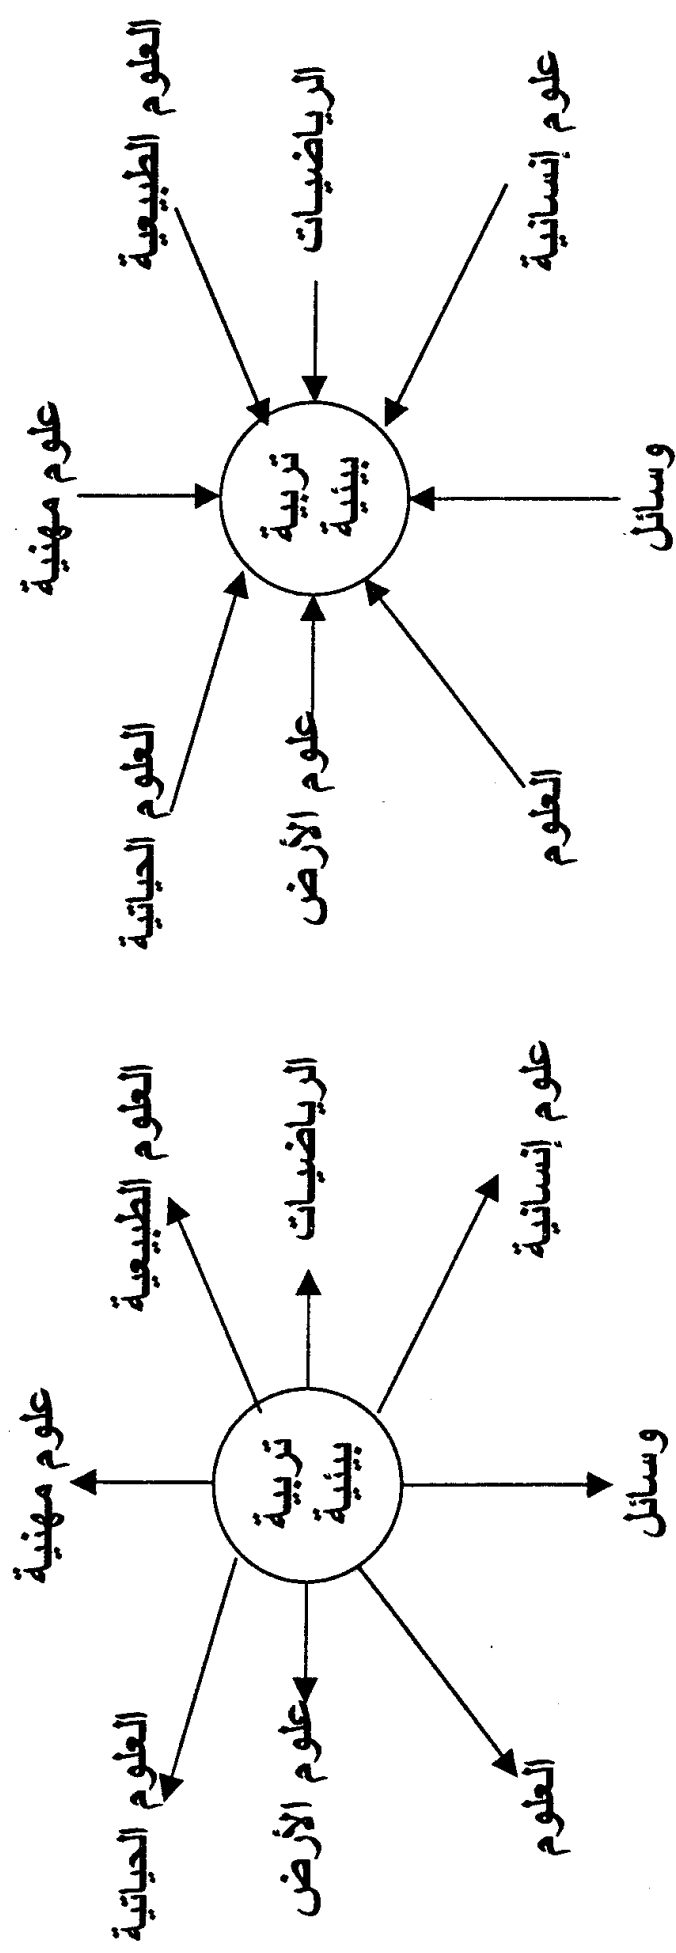 علوم مهنية
العلوم الطبيعية
العلوم الحياتية
الرياضيات
تربية
بيئية
علوم الأرض
علوم إنسانية
العلوم
وسائل
علوم مهنية
العلوم الطبيعية
العلوم الحياتية
الرياضيات
تربية
بيئية
علوم الأرض
علوم إنسانية
العلوم
وسائل